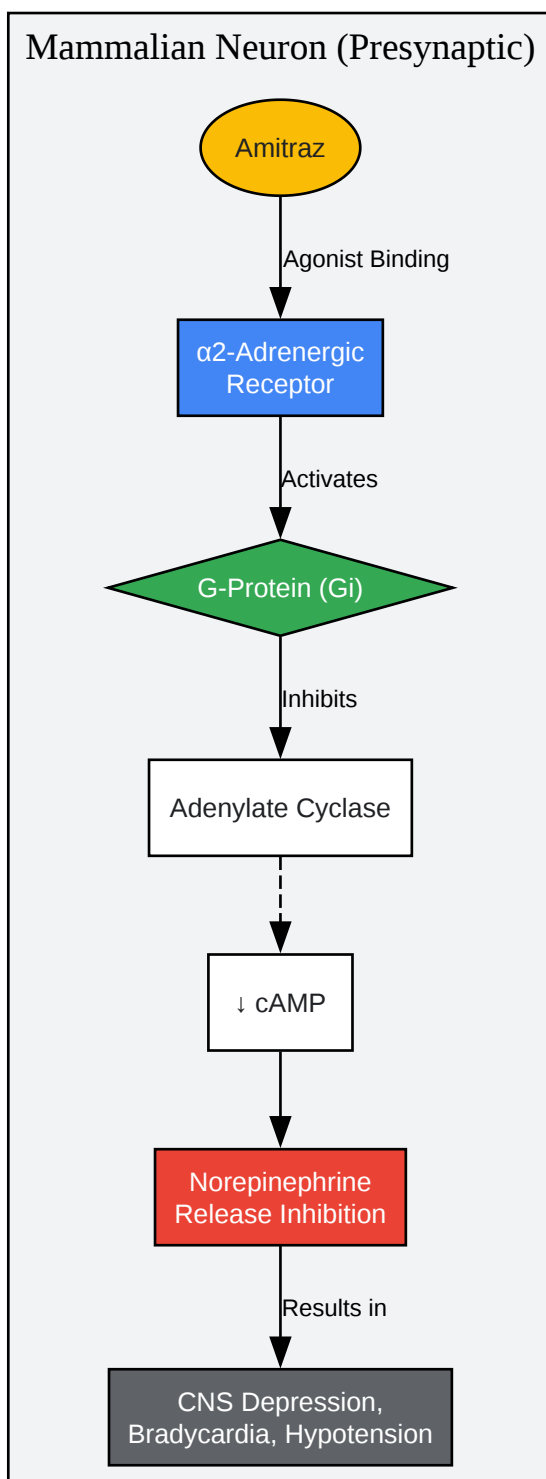 Mammalian Neuron (Presynaptic)
Amitraz
Agonist Binding
α2-Adrenergic
Receptor
Activates
G-Protein (Gi)
Inhibits
Adenylate Cyclase
↓ cAMP
Norepinephrine
Release Inhibition
Results in
CNS Depression,
Bradycardia, Hypotension